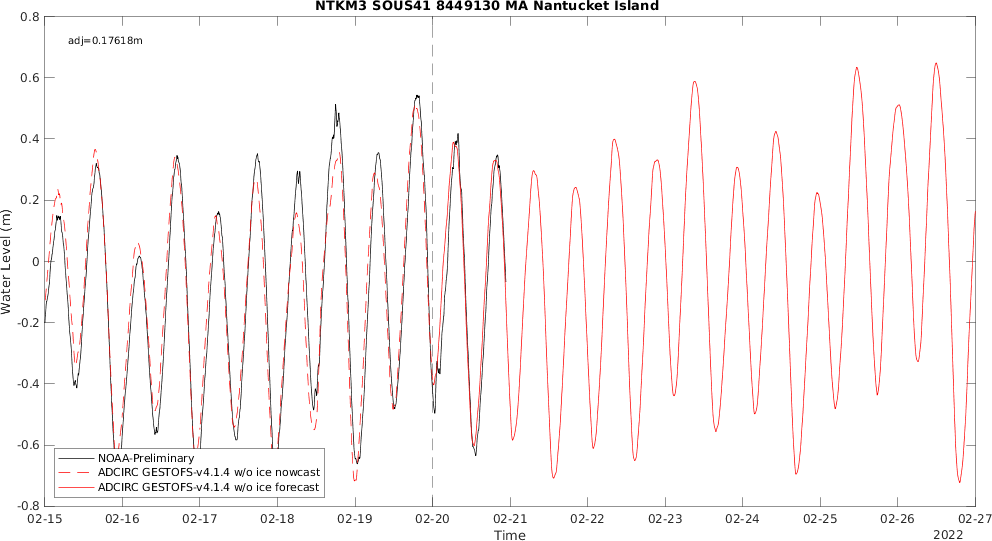 NTKM3 SOUS41 8449130 MA Nantucket Island
adj=0.17618m
0.8
0.6
0.4
0.2
0
-0.2
-0.4
-0.6
-0.8
Water Level (m)
NOAA-Preliminary
ADCIRC GESTOFS-v4.1.4 w/o ice nowcast
ADCIRC GESTOFS-v4.1.4 w/o ice forecast
02-15 02-16 02-17 02-18 02-19 02-20 02-21 02-22 02-23 02-24 02-25 02-26 02-27
Time
2022